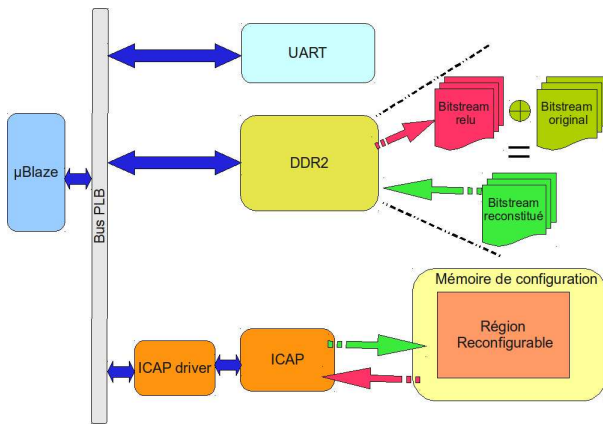 UART
Bitstream
relu
Bitstream
original
µBlaze
DDR2
Bus PLB
Bitstream
reconstitué
Mémoire de configuration
Région
Reconfigurable
ICAP driver
ICAP